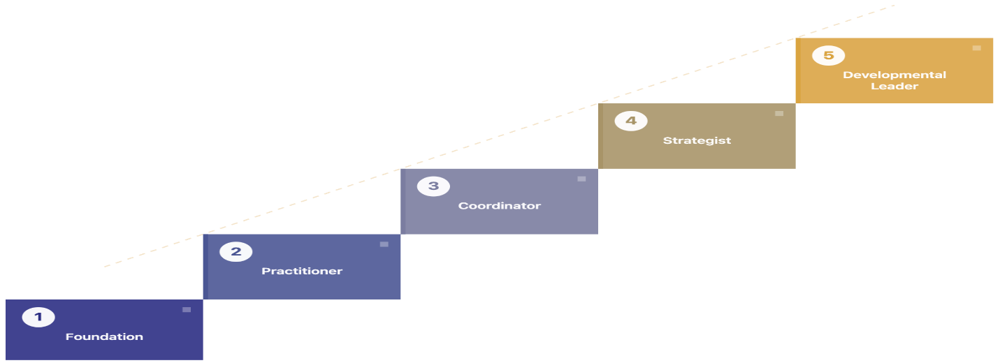 5
Developmental
Leader
4
Strategist
3
Coordinator
2
Practitioner
1
Foundation